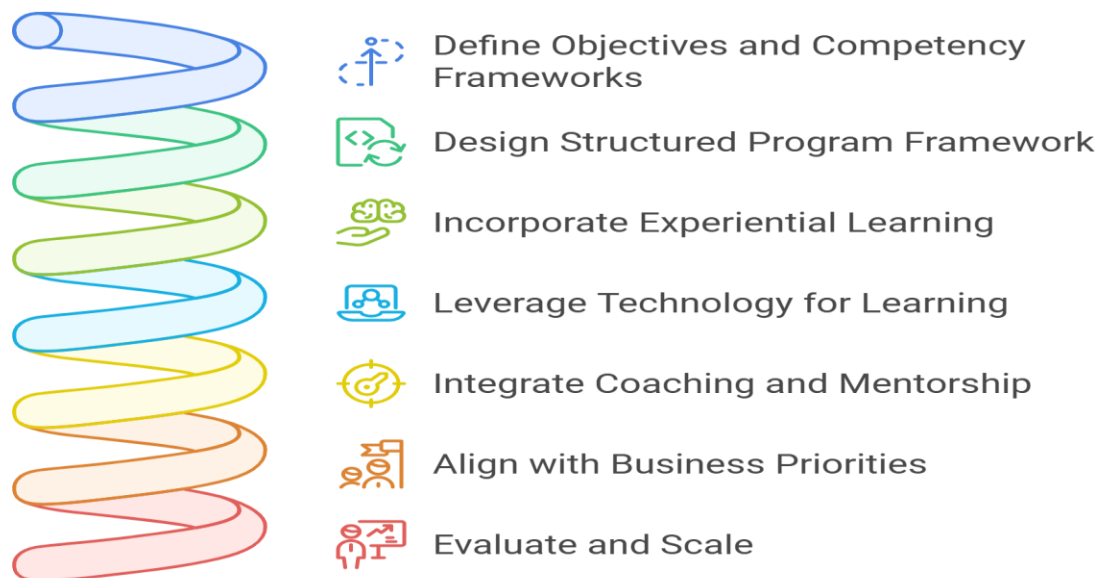 Define Objectives and Competency
Frameworks
Design Structured Program Framework
Incorporate Experiential Learning
Leverage Technology for Learning
Integrate Coaching and Mentorship
Align with Business Priorities
Evaluate and Scale